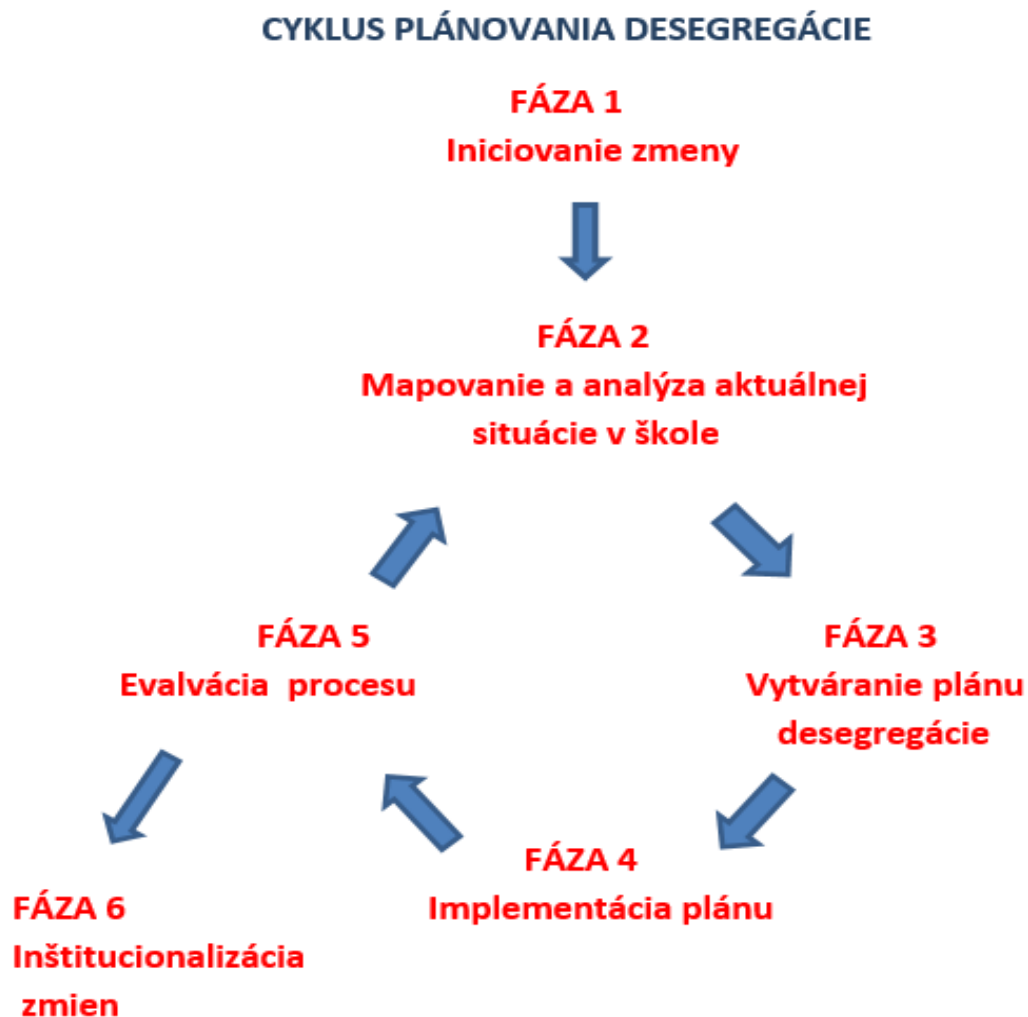 CYKLUS PLÁNOVANIA DESEGREGÁCIE
FÁZA 1
Iniciovanie zmeny
FÁZA 2
Mapovanie a analýza aktuálnej
situácie v škole
FÁZA 3
Vytváranie plánu
desegregácie
FÁZA 4
Implementácia plánu
FÁZA 5
Evalvácia procesu
FÁZA 6
Inštitucionalizácia
zmien